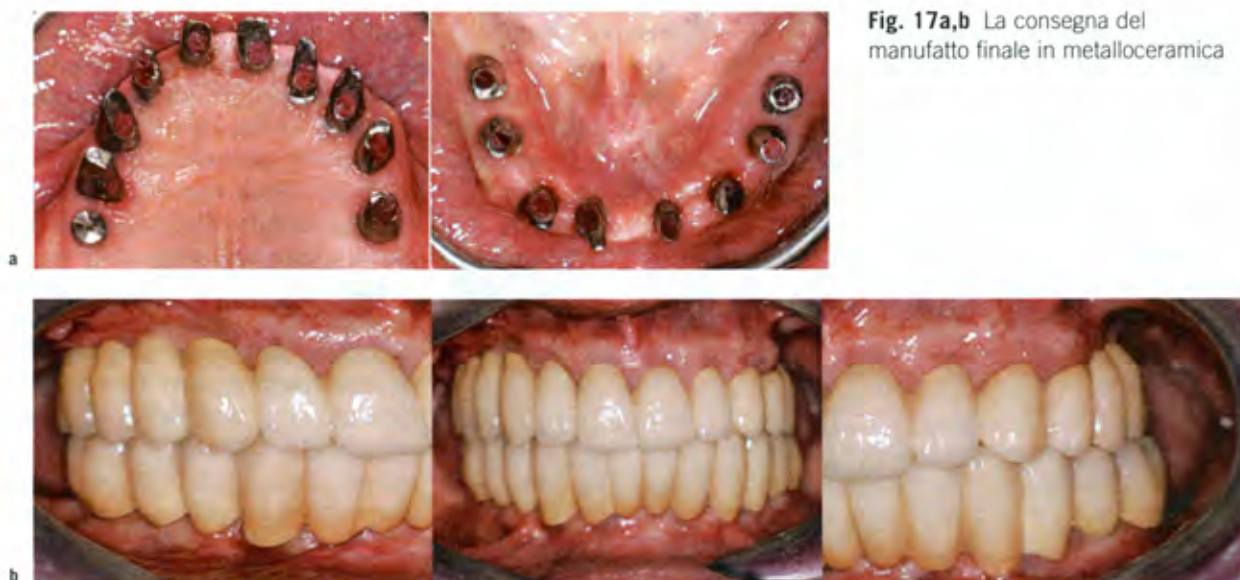 Fig. 17a,b La consegna del
manufatto finale in metalloceramica
a
b